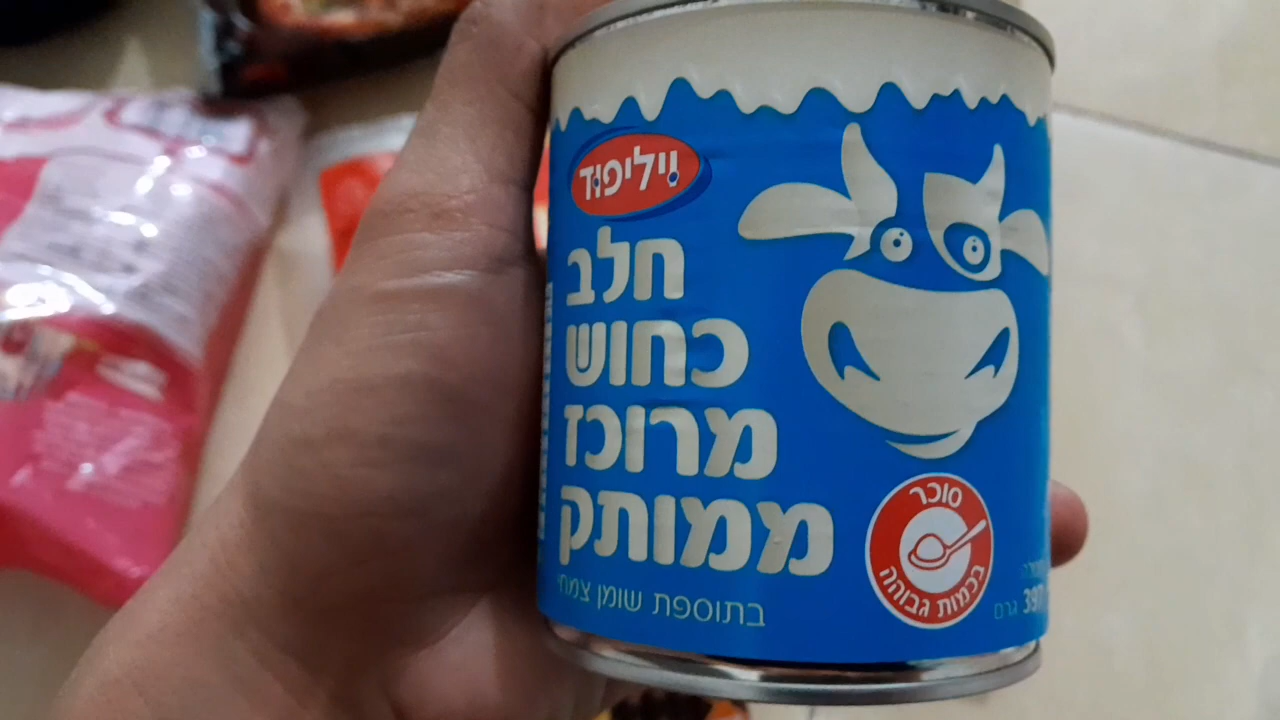 ויליפוד
חלב
כחוש
מרוכז
ממותק
בתוספת שומן צמחי
סוכר
בכמות גבוהה
397 גרם